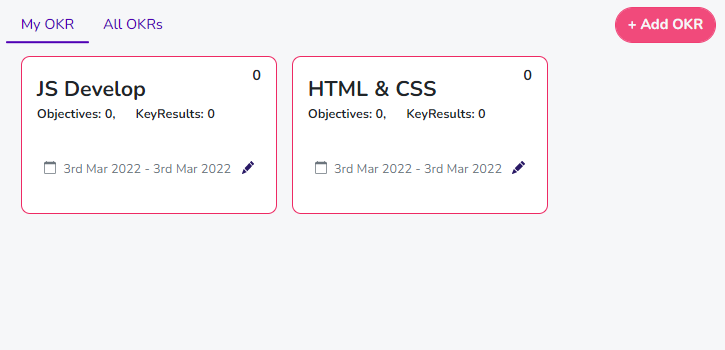 My OKR All OKRs + Add OKR
0
JS Develop
Objectives: 0, KeyResults: 0
3rd Mar 2022 - 3rd Mar 2022
0
HTML & CSS
Objectives: 0, KeyResults: 0
3rd Mar 2022 - 3rd Mar 2022